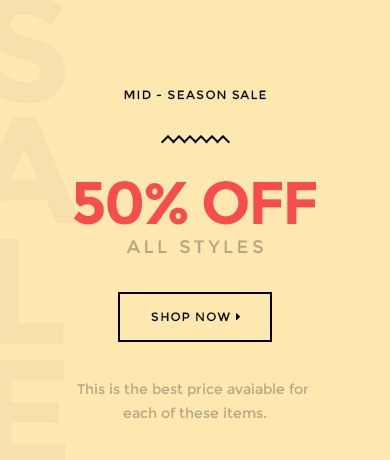 SALE
MID - SEASON SALE
50% OFF
ALL STYLES
SHOP NOW
This is the best price avaiable for
each of these items.